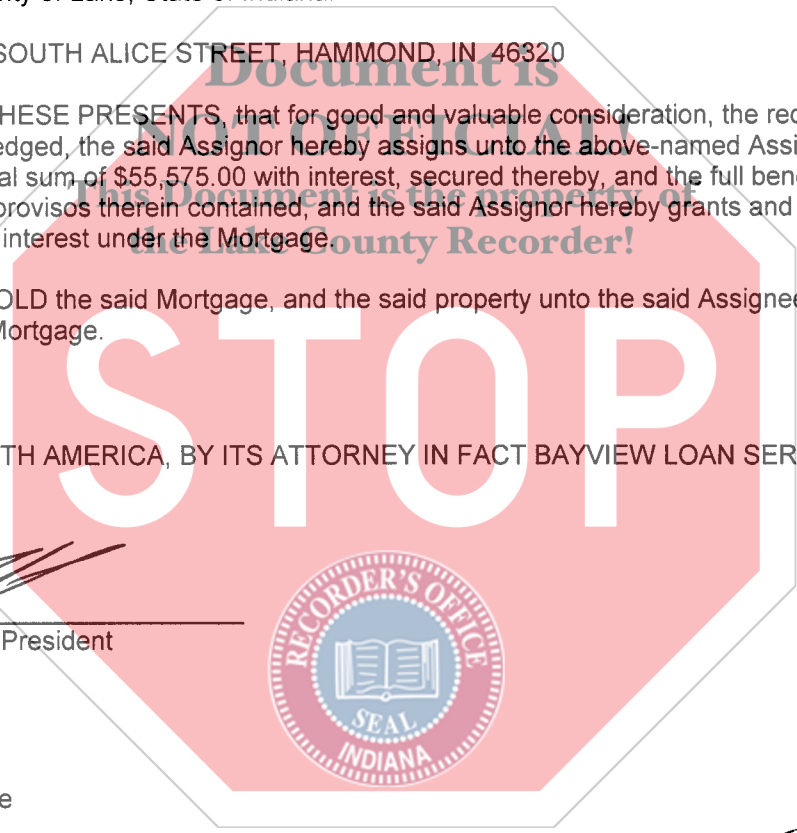 SOUTH ALICE STREET, HAMMOND, IN 46320
Document is
HESE PRESENTS, that for good and valuable consideration, the rec
NOT OFFICIAL!
edged, the said Assignor hereby assigns unto the above-named Assi
al sum of $55,575.00 with interest, secured thereby, and the full bene
This Document is the property of
provisos therein contained, and the said Assignor hereby grants and
interest under the Mortgage.
the Lake County Recorder!
OLD the said Mortgage, and the said property unto the said Assignee
Mortgage.
STOP
TH AMERICA, BY ITS ATTORNEY IN FACT BAYVIEW LOAN SER
RECORDER'S OFFICE
President
SEAL
INDIANA